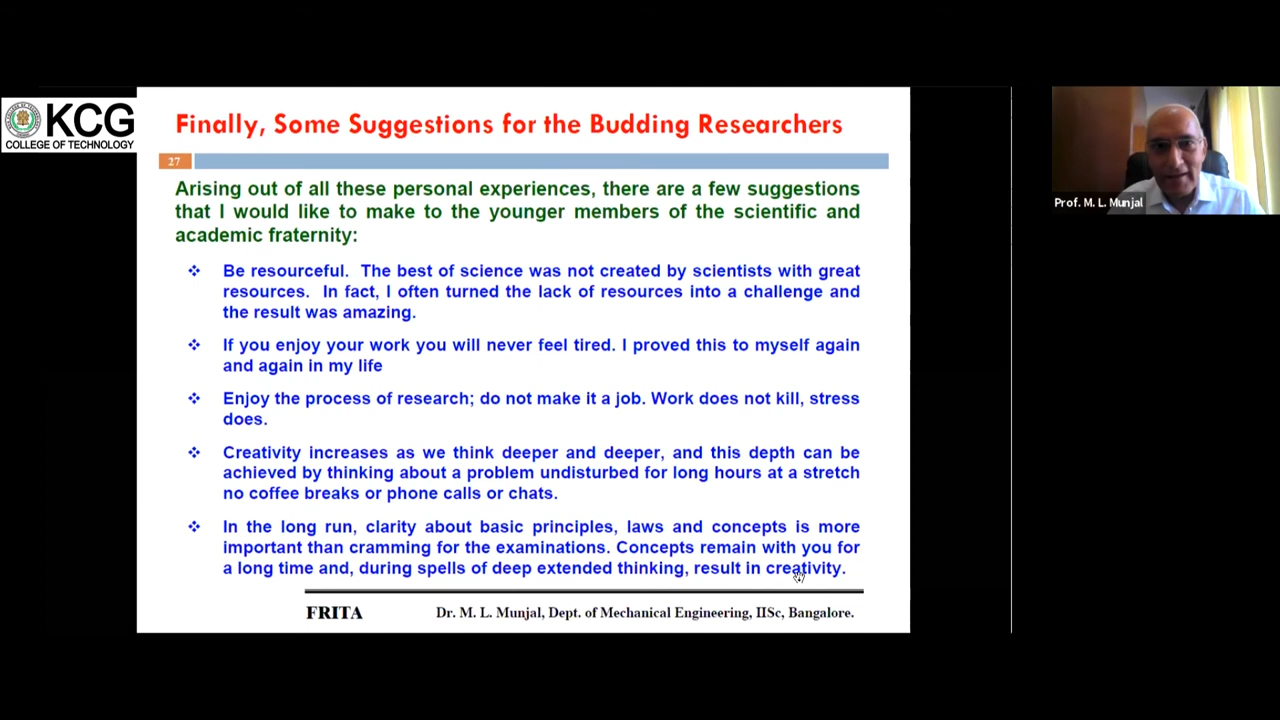 KCG
COLLEGE OF TECHNOLOGY
Finally, Some Suggestions for the Budding Researchers
27
Arising out of all these personal experiences, there are a few suggestions
that I would like to make to the younger members of the scientific and
academic fraternity:
Be resourceful. The best of science was not created by scientists with great
resources. In fact, I often turned the lack of resources into a challenge and
the result was amazing.
If you enjoy your work you will never feel tired. I proved this to myself again
and again in my life
Enjoy the process of research; do not make it a job. Work does not kill, stress
does.
Creativity increases as we think deeper and deeper, and this depth can be
achieved by thinking about a problem undisturbed for long hours at a stretch
no coffee breaks or phone calls or chats.
In the long run, clarity about basic principles, laws and concepts is more
important than cramming for the examinations. Concepts remain with you for
a long time and, during spells of deep extended thinking, result in creativity.
FRITA Dr. M. L. Munjal, Dept. of Mechanical Engineering, IISc, Bangalore.
Prof. M. L. Munjal